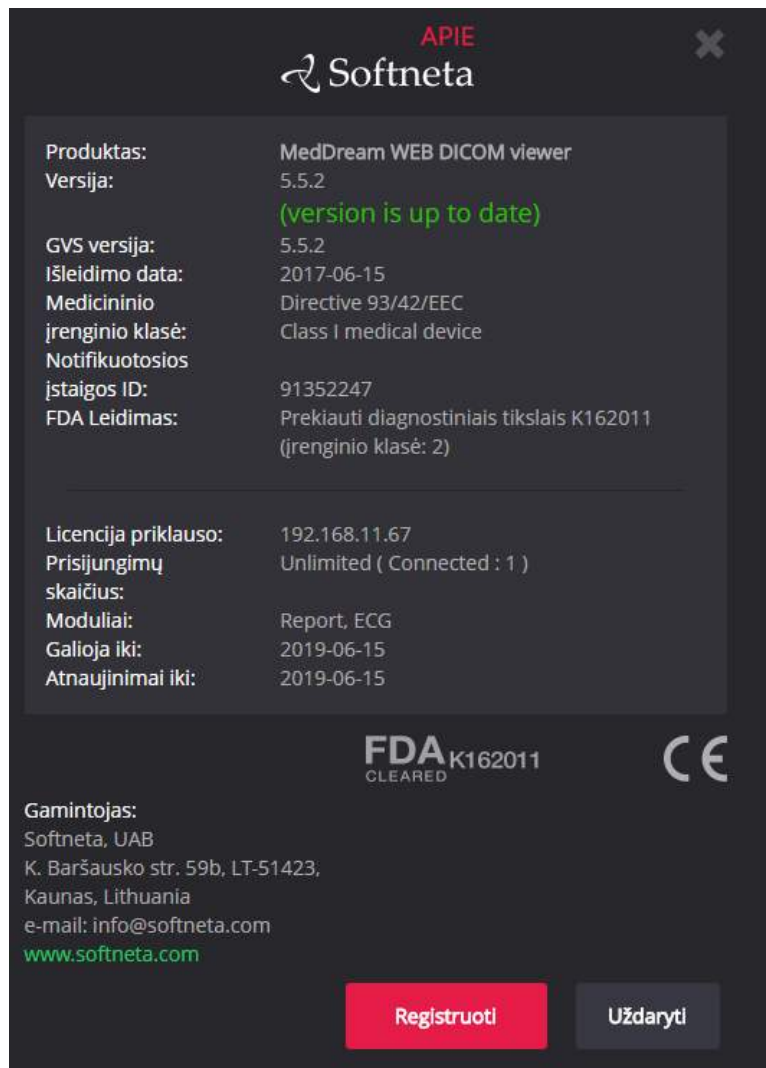 APIE
Softneta
Produktas: MedDream WEB DICOM viewer
Versija: 5.5.2
(version is up to date)
GVS versija: 5.5.2
Išleidimo data: 2017-06-15
Medicininio Directive 93/42/EEC
įrenginio klasė: Class I medical device
Notifikuotosios
įstaigos ID: 91352247
FDA Leidimas: Prekiauti diagnostiniais tikslais K162011
(įrenginio klasė: 2)
Licencija priklauso: 192.168.11.67
Prisijungimų Unlimited ( Connected : 1 )
skaičius:
Moduliai: Report, ECG
Galioja iki: 2019-06-15
Atnaujinimai iki: 2019-06-15
FDA K162011
CLEARED
CE
Gamintojas:
Softneta, UAB
K. Baršausko str. 59b, LT-51423,
Kaunas, Lithuania
e-mail: info@softneta.com
www.softneta.com
Registruoti Uždaryti